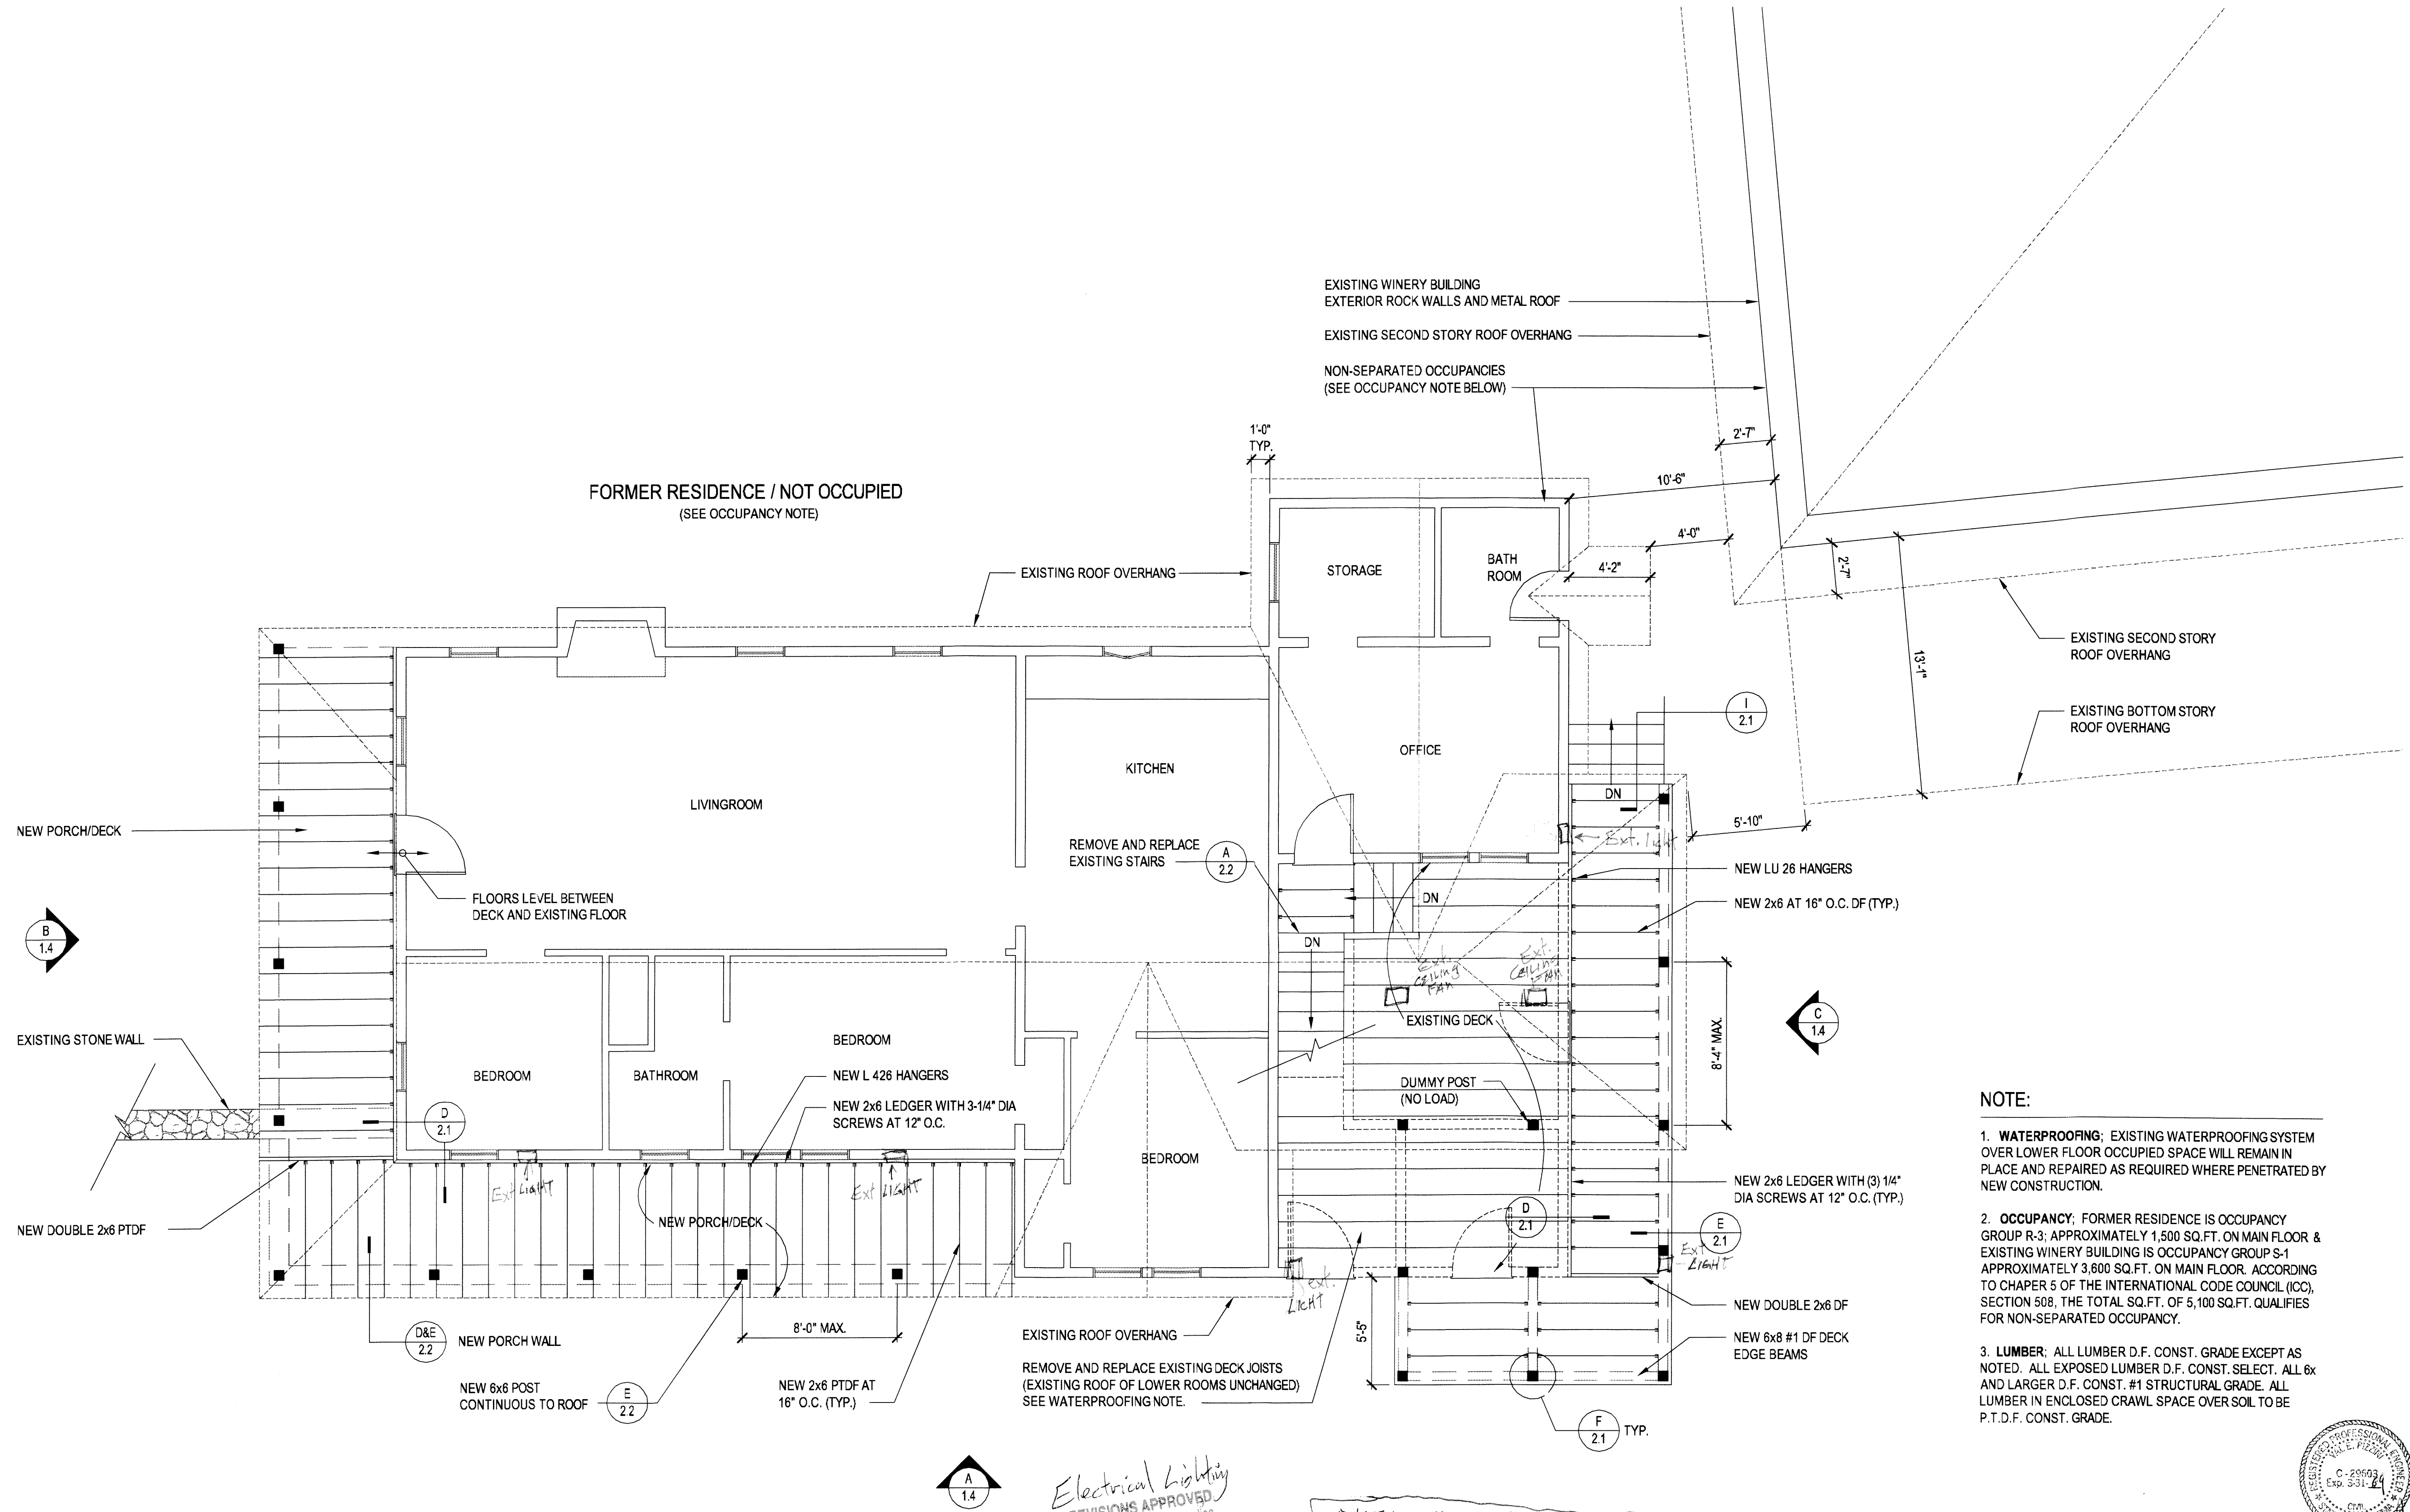 EXISTING WINERY BUILDING
EXTERIOR ROCK WALLS AND METAL ROOF
EXISTING SECOND STORY ROOF OVERHANG
NON-SEPARATED OCCUPANCIES
(SEE OCCUPANCY NOTE BELOW)
1'-0"
TYP.
2'-7"
10'-6"
4'-0"
4'-2"
2'-7"
13'-1"
FORMER RESIDENCE / NOT OCCUPIED
(SEE OCCUPANCY NOTE)
EXISTING ROOF OVERHANG
STORAGE
BATH
ROOM
EXISTING SECOND STORY
ROOF OVERHANG
EXISTING BOTTOM STORY
ROOF OVERHANG
I
2.1
OFFICE
KITCHEN
LIVINGROOM
DN
5'-10"
NEW PORCH/DECK
REMOVE AND REPLACE
EXISTING STAIRS
A
2.2
Ext. light
NEW LU 26 HANGERS
NEW 2x6 AT 16" O.C. DF (TYP.)
FLOORS LEVEL BETWEEN
DECK AND EXISTING FLOOR
DN
DN
B
1.4
Ext.
CEILING
FAN
Ext.
CEILING
FAN
EXISTING DECK
C
1.4
8'-4" MAX.
EXISTING STONE WALL
BEDROOM
BATHROOM
BEDROOM
NEW L 426 HANGERS
NEW 2x6 LEDGER WITH 3-1/4" DIA
SCREWS AT 12" O.C.
DUMMY POST
(NO LOAD)
D
2.1
BEDROOM
Ext LIGHT
Ext LIGHT
NEW PORCH/DECK
NEW DOUBLE 2x6 PTDF
NEW 2x6 LEDGER WITH (3) 1/4"
DIA SCREWS AT 12" O.C. (TYP.)
D
2.1
E
2.1
Ext
LIGHT
ext.
LIGHT
NEW DOUBLE 2x6 DF
NEW 6x8 #1 DF DECK
EDGE BEAMS
5'-5"
8'-0" MAX.
D&E
2.2
NEW PORCH WALL
NEW 6x6 POST
CONTINUOUS TO ROOF
E
2.2
NEW 2x6 PTDF AT
16" O.C. (TYP.)
EXISTING ROOF OVERHANG
REMOVE AND REPLACE EXISTING DECK JOISTS
(EXISTING ROOF OF LOWER ROOMS UNCHANGED)
SEE WATERPROOFING NOTE.
F
2.1
TYP.
A
1.4
Electrical Lighting
REVISIONS APPROVED
NOTE:
1. WATERPROOFING; EXISTING WATERPROOFING SYSTEM
OVER LOWER FLOOR OCCUPIED SPACE WILL REMAIN IN
PLACE AND REPAIRED AS REQUIRED WHERE PENETRATED BY
NEW CONSTRUCTION.
2. OCCUPANCY; FORMER RESIDENCE IS OCCUPANCY
GROUP R-3; APPROXIMATELY 1,500 SQ.FT. ON MAIN FLOOR &
EXISTING WINERY BUILDING IS OCCUPANCY GROUP S-1
APPROXIMATELY 3,600 SQ.FT. ON MAIN FLOOR. ACCORDING
TO CHAPER 5 OF THE INTERNATIONAL CODE COUNCIL (ICC),
SECTION 508, THE TOTAL SQ.FT. OF 5,100 SQ.FT. QUALIFIES
FOR NON-SEPARATED OCCUPANCY.
3. LUMBER; ALL LUMBER D.F. CONST. GRADE EXCEPT AS
NOTED. ALL EXPOSED LUMBER D.F. CONST. SELECT. ALL 6x
AND LARGER D.F. CONST. #1 STRUCTURAL GRADE. ALL
LUMBER IN ENCLOSED CRAWL SPACE OVER SOIL TO BE
P.T.D.F. CONST. GRADE.
REGISTERED PROFESSIONAL ENGINEER
C-29603
Exp. 3-31-
CIVIL